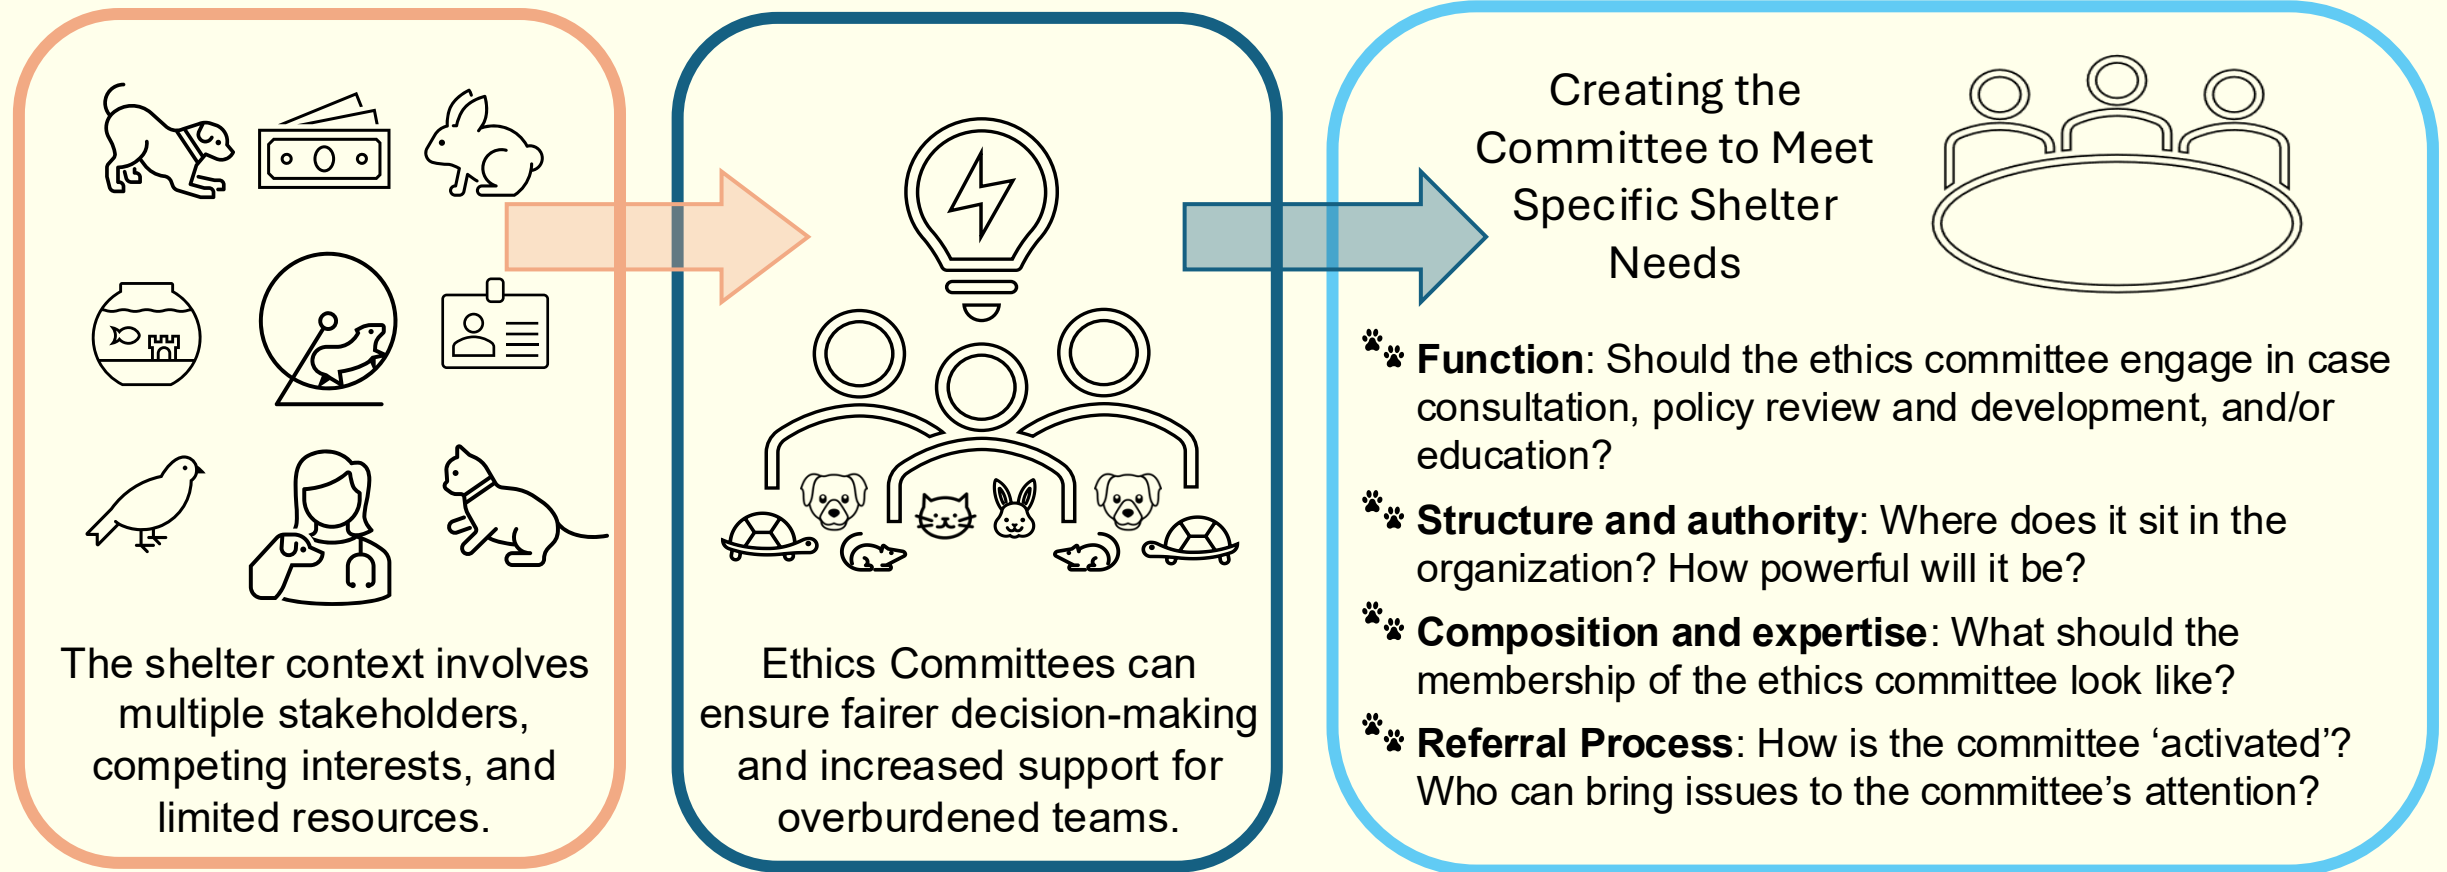 The shelter context involves
multiple stakeholders,
competing interests, and
limited resources.
Ethics Committees can
ensure fairer decision-making
and increased support for
overburdened teams.
Creating the
Committee to Meet
Specific Shelter
Needs
Function: Should the ethics committee engage in case
consultation, policy review and development, and/or
education?
Structure and authority: Where does it sit in the
organization? How powerful will it be?
Composition and expertise: What should the
membership of the ethics committee look like?
Referral Process: How is the committee ‘activated’?
Who can bring issues to the committee’s attention?